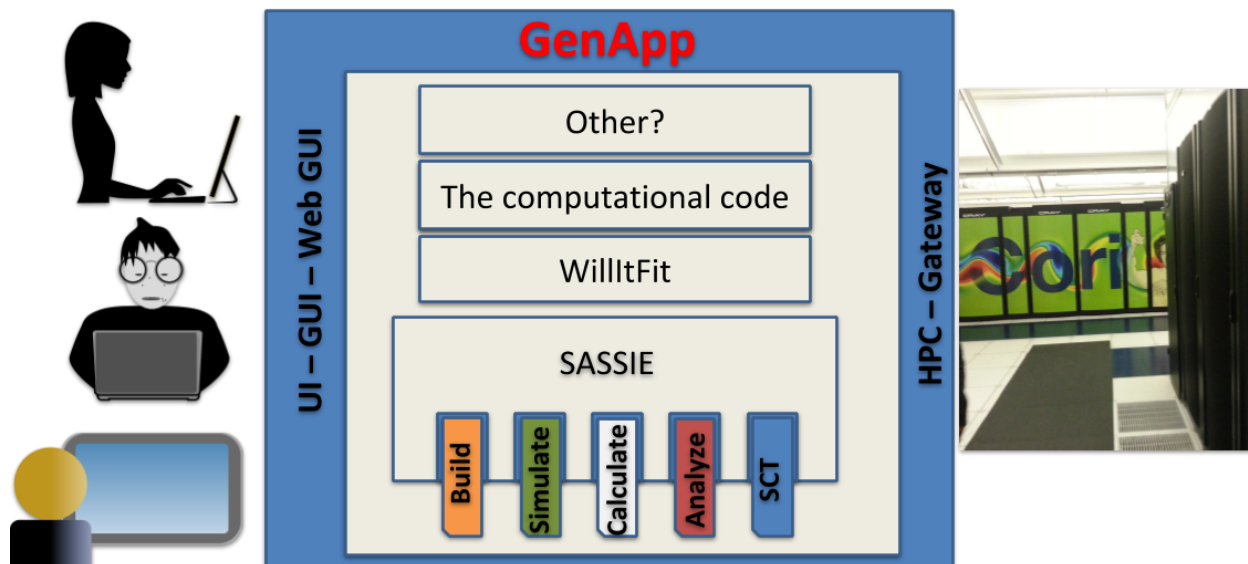 GenApp
UI – GUI – Web GUI
Other?
The computational code
WillItFit
SASSIE
Build
Simulate
Calculate
Analyze
SCT
HPC – Gateway
Cori